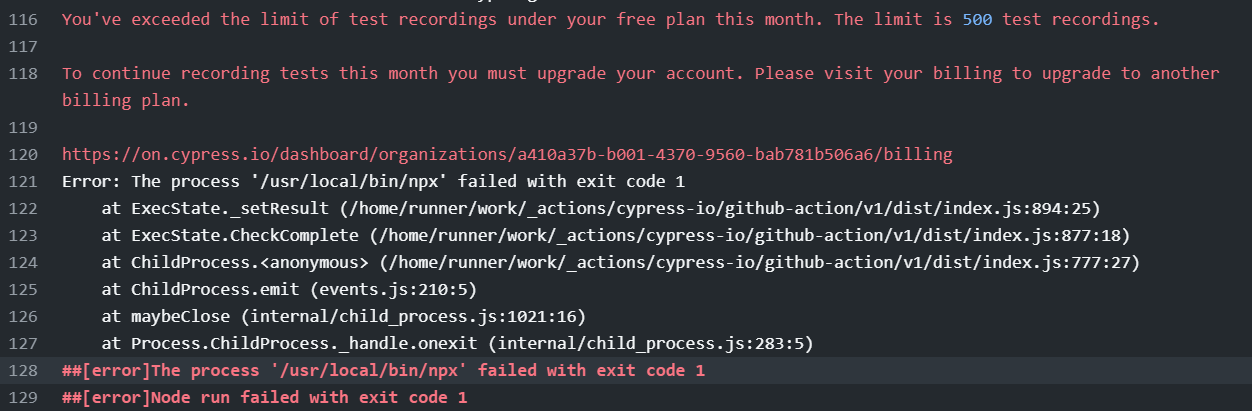 116 You've exceeded the limit of test recordings under your free plan this month. The limit is 500 test recordings.
117
118 To continue recording tests this month you must upgrade your account. Please visit your billing to upgrade to another
billing plan.
119
120 https://on.cypress.io/dashboard/organizations/a410a37b-b001-4370-9560-bab781b506a6/billing
121 Error: The process '/usr/local/bin/npx' failed with exit code 1
122 at ExecState._setResult (/home/runner/work/_actions/cypress-io/github-action/v1/dist/index.js:894:25)
123 at ExecState.CheckComplete (/home/runner/work/_actions/cypress-io/github-action/v1/dist/index.js:877:18)
124 at ChildProcess.<anonymous> (/home/runner/work/_actions/cypress-io/github-action/v1/dist/index.js:777:27)
125 at ChildProcess.emit (events.js:210:5)
126 at maybeClose (internal/child_process.js:1021:16)
127 at Process.ChildProcess._handle.onexit (internal/child_process.js:283:5)
128 ##[error]The process '/usr/local/bin/npx' failed with exit code 1
129 ##[error]Node run failed with exit code 1